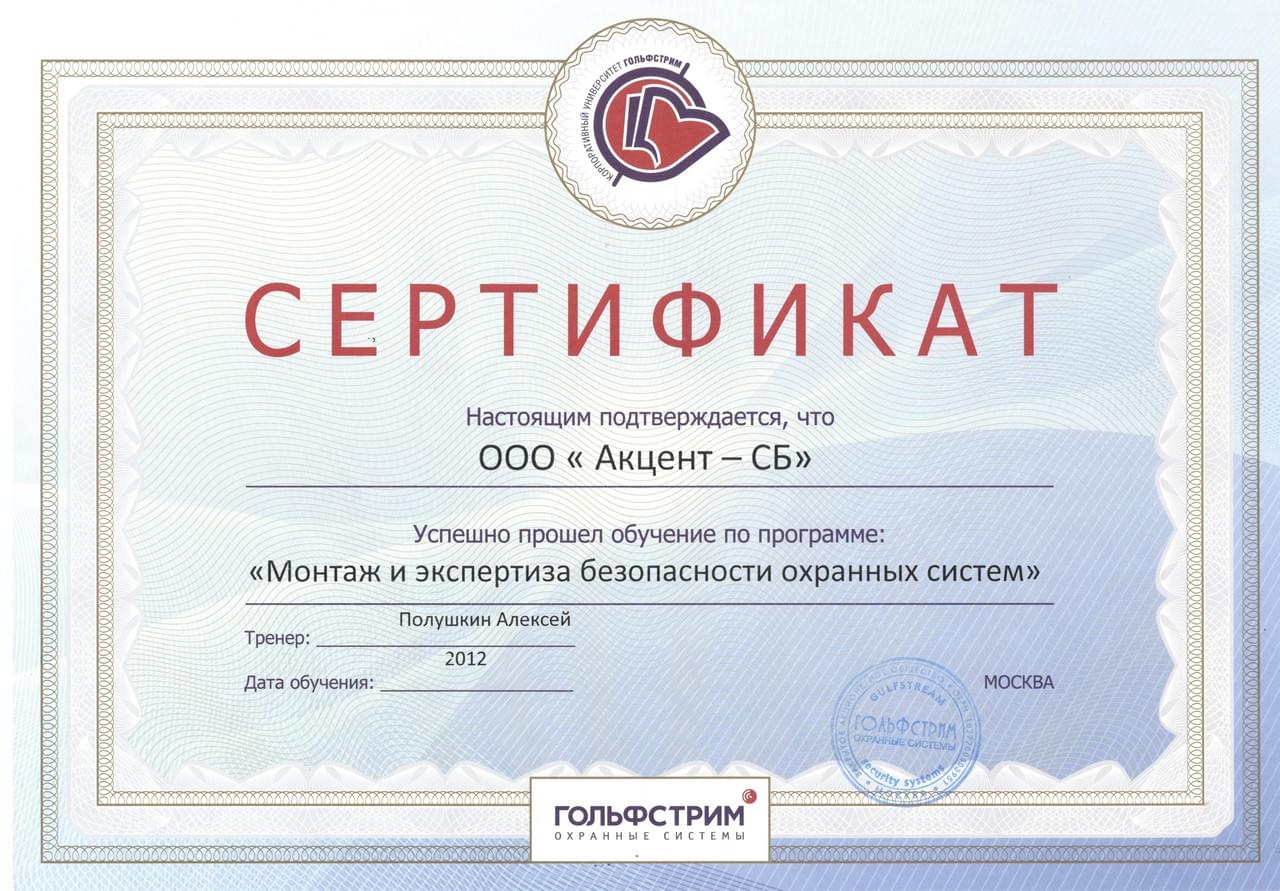 КОРПОРАТИВНЫЙ УНИВЕРСИТЕТ ГОЛЬФСТРИМ
СЕРТИФИКАТ
Настоящим подтверждается, что
ООО « Акцент – СБ»
Успешно прошел обучение по программе:
«Монтаж и экспертиза безопасности охранных систем»
Полушкин Алексей
Тренер:
2012
Дата обучения:
МОСКВА
GULFSTREAM
ГОЛЬФСТРИМ
ОХРАННЫЕ СИСТЕМЫ
security systems
МОСКВА
ГОЛЬФСТРИМ
ОХРАННЫЕ СИСТЕМЫ